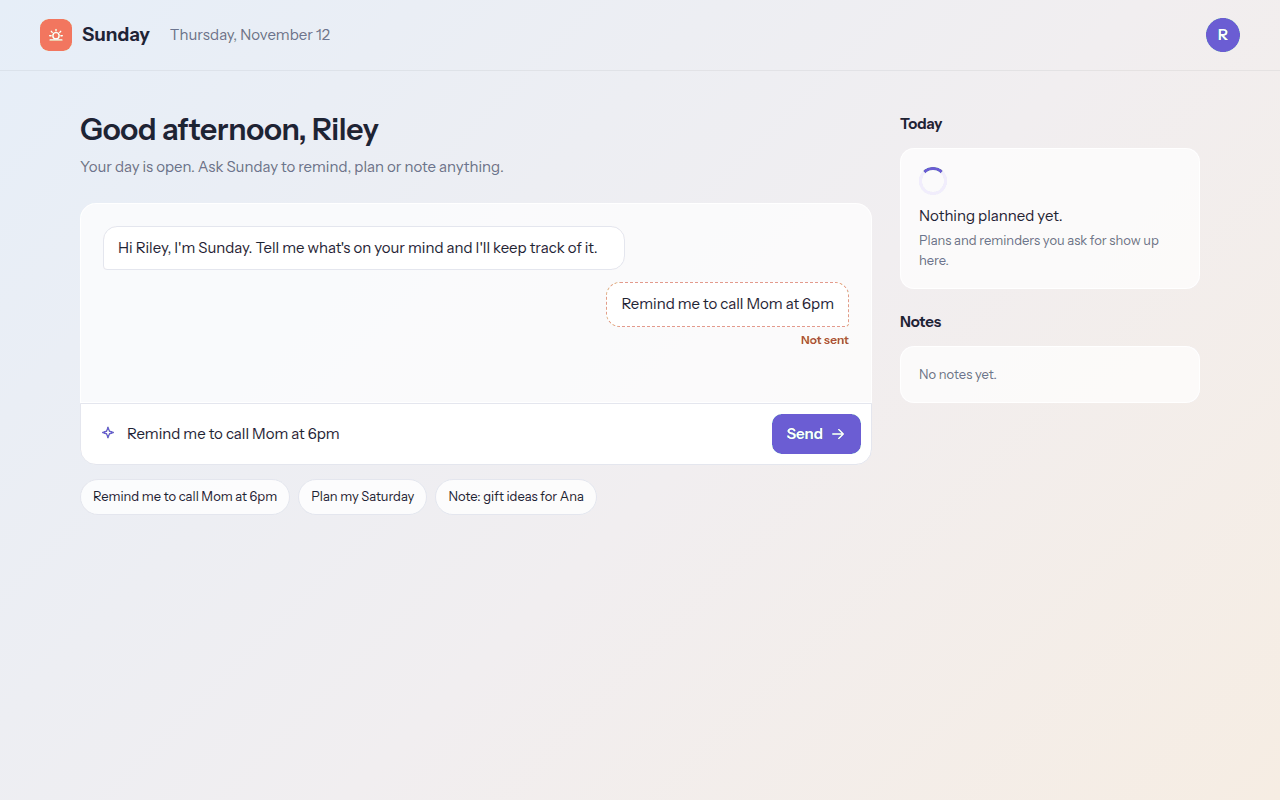 Sunday
Thursday, November 12
R
Good afternoon, Riley
Your day is open. Ask Sunday to remind, plan or note anything.
Hi Riley, I'm Sunday. Tell me what's on your mind and I'll keep track of it.
Remind me to call Mom at 6pm
Not sent
Remind me to call Mom at 6pm
Send
Remind me to call Mom at 6pm
Plan my Saturday
Note: gift ideas for Ana
Today
Nothing planned yet.
Plans and reminders you ask for show up
here.
Notes
No notes yet.